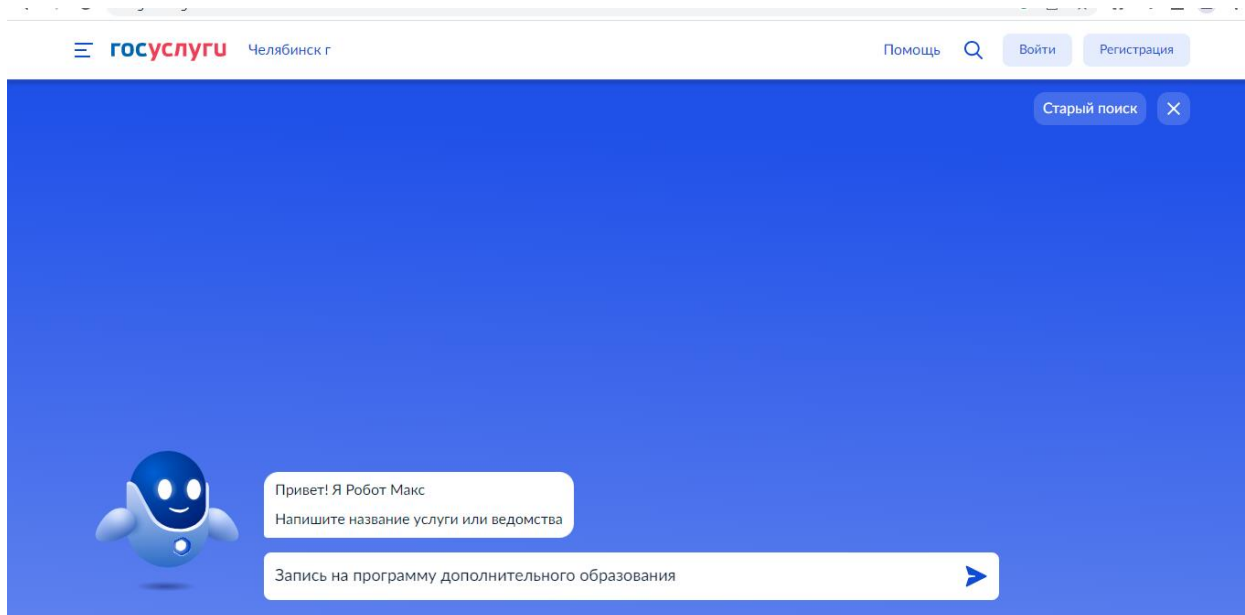 госуслуги Челябинск г Помощь Войти Регистрация
Старый поиск
Привет! Я Робот Макс
Напишите название услуги или ведомства
Запись на программу дополнительного образования